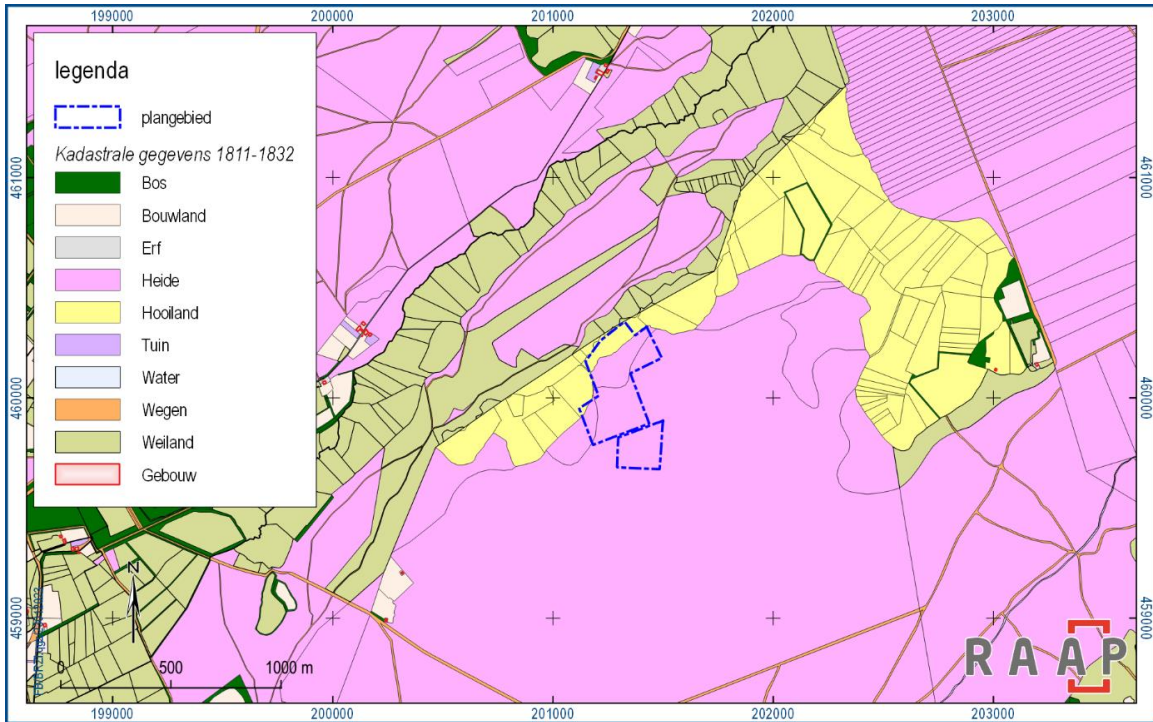 199000
200000
201000
202000
203000
461000
460000
459000
legenda
plangebied
Kadastrale gegevens 1811-1832
Bos
Bouwland
Erf
Heide
Hooiland
Tuin
Water
Wegen
Weiland
Gebouw
461000
460000
459000
N
0
500
1000 m
RAAP
199000
200000
201000
202000
203000